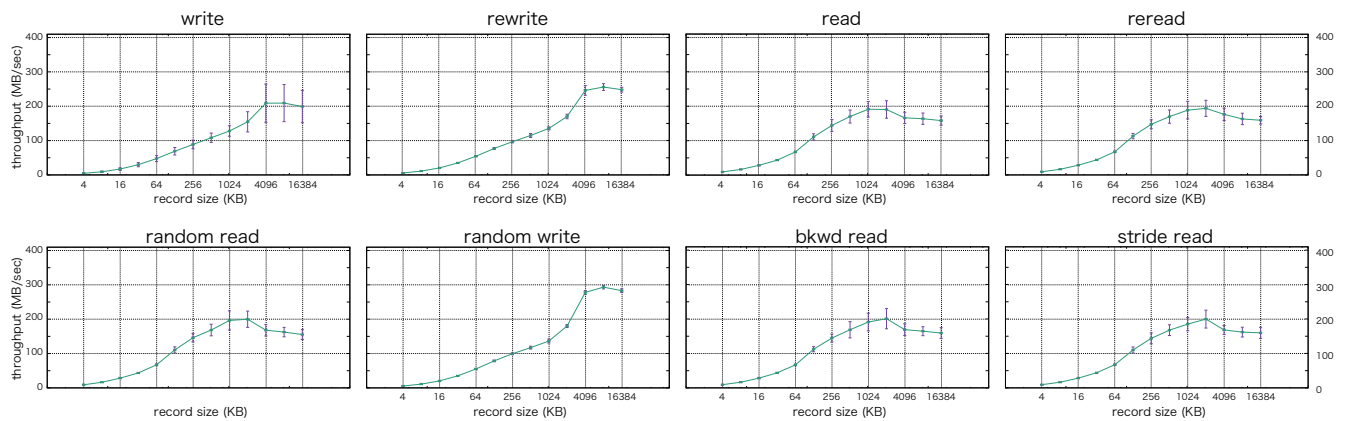 write rewrite read reread
throughput (MB/sec)
400 400
300 300
200 200
100 100
0 0
4 16 64 256 1024 4096 16384 4 16 64 256 1024 4096 16384 4 16 64 256 1024 4096 16384 4 16 64 256 1024 4096 16384
record size (KB) record size (KB) record size (KB) record size (KB)
random read random write bkwd read stride read
throughput (MB/sec)
400 400
300 300
200 200
100 100
0 0
4 16 64 256 1024 4096 16384 4 16 64 256 1024 4096 16384 4 16 64 256 1024 4096 16384
record size (KB) record size (KB) record size (KB) record size (KB)